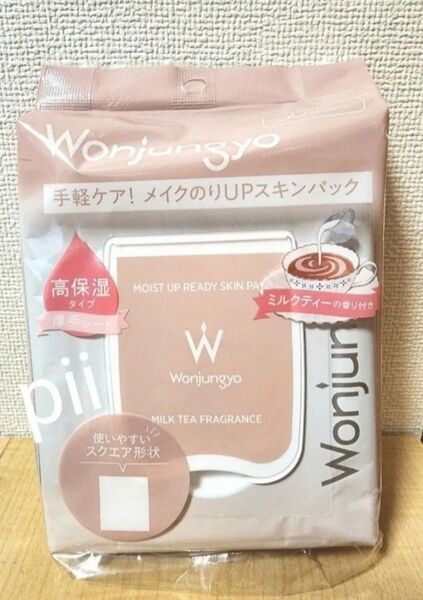 Wonjungyo
手軽ケア！メイクのりUPスキンパック
高保湿
タイプ
厚手シート
MOIST UP READY SKIN PA
ミルクティーの香り付き
W
Wonjungyo
MILK TEA FRAGRANCE
Wonjun
pii
使いやすい
スクエア形状